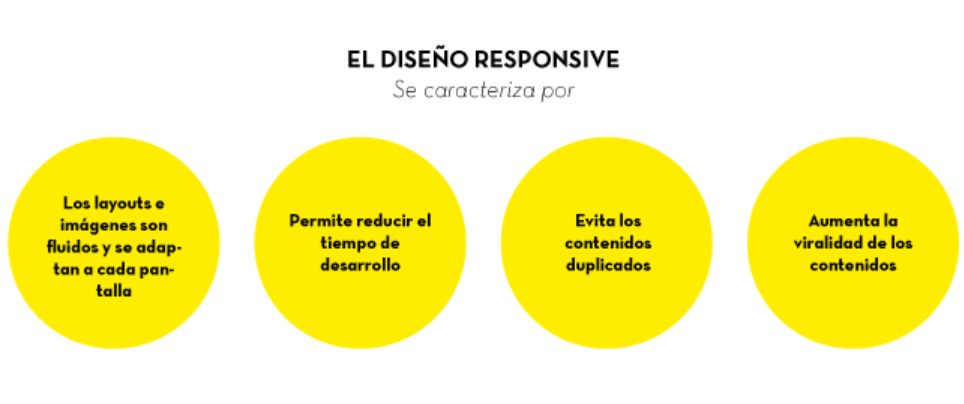 EL DISEÑO RESPONSIVE
Se caracteriza por
Los layouts e
imágenes son
fluidos y se adap-
tan a cada pan-
talla
Permite reducir el
tiempo de
desarrollo
Evita los
contenidos
duplicados
Aumenta la
viralidad de los
contenidos